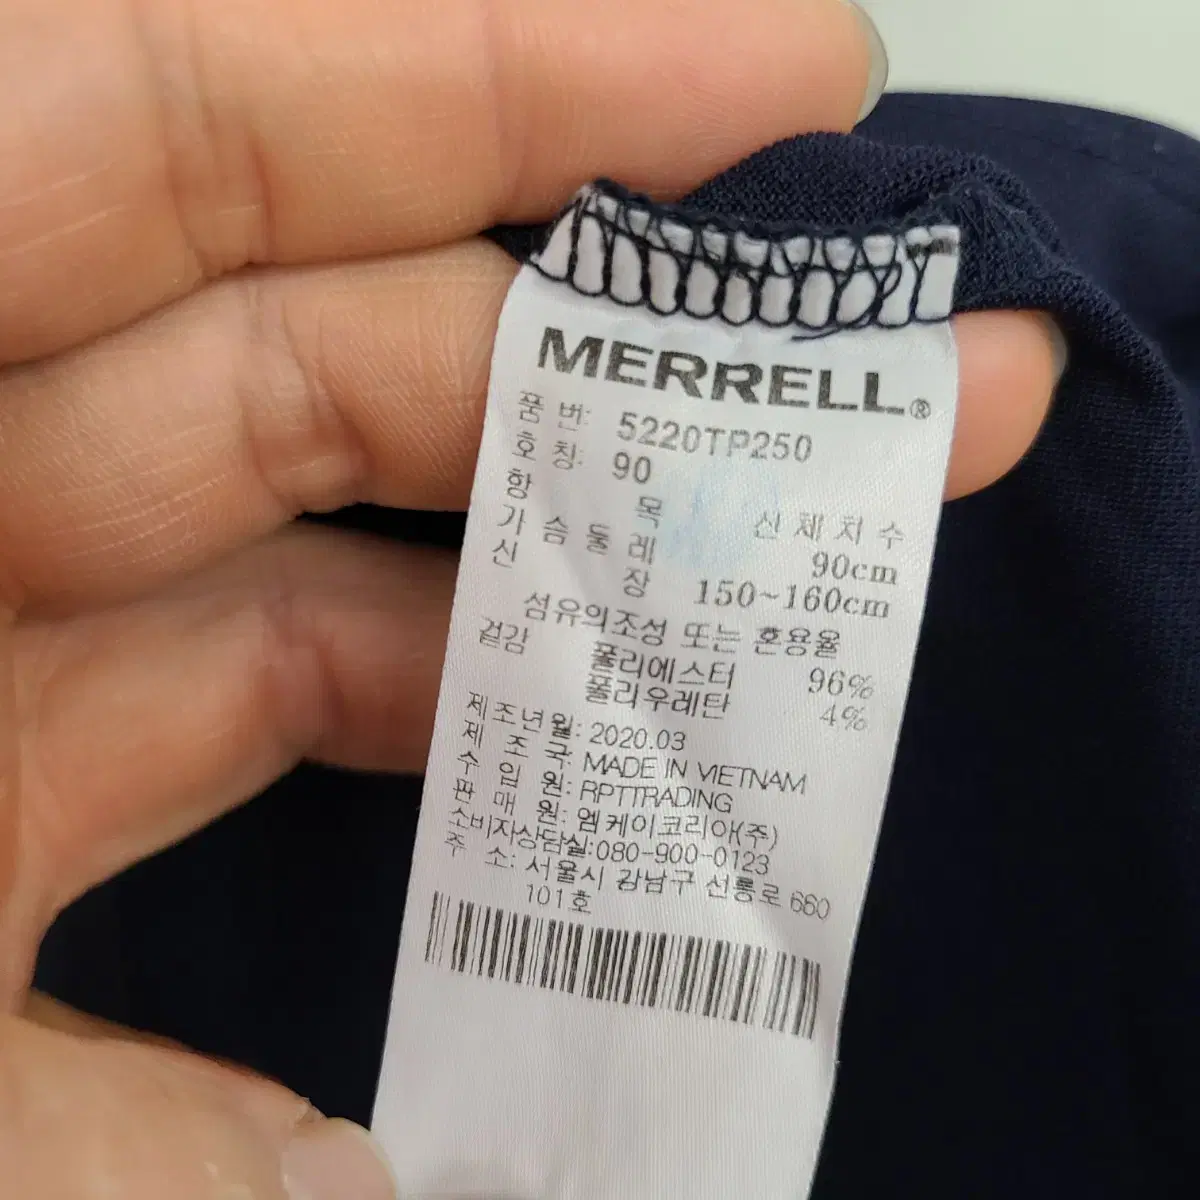 MERRELL®
품 번: 5220TP250
호 칭: 90
항 목 신체치수
가슴둘레 90cm
신 장 150~160cm
섬유의조성 또는 혼용율
겉감 폴리에스터 96%
폴리우레탄 4%
제조년월: 2020.03
제 조 국: MADE IN VIETNAM
수 입 원: RPTTRADING
판 매 원: 엠케이코리아(주)
소비자상담실:080-900-0123
주 소: 서울시 강남구 선릉로 660
101호